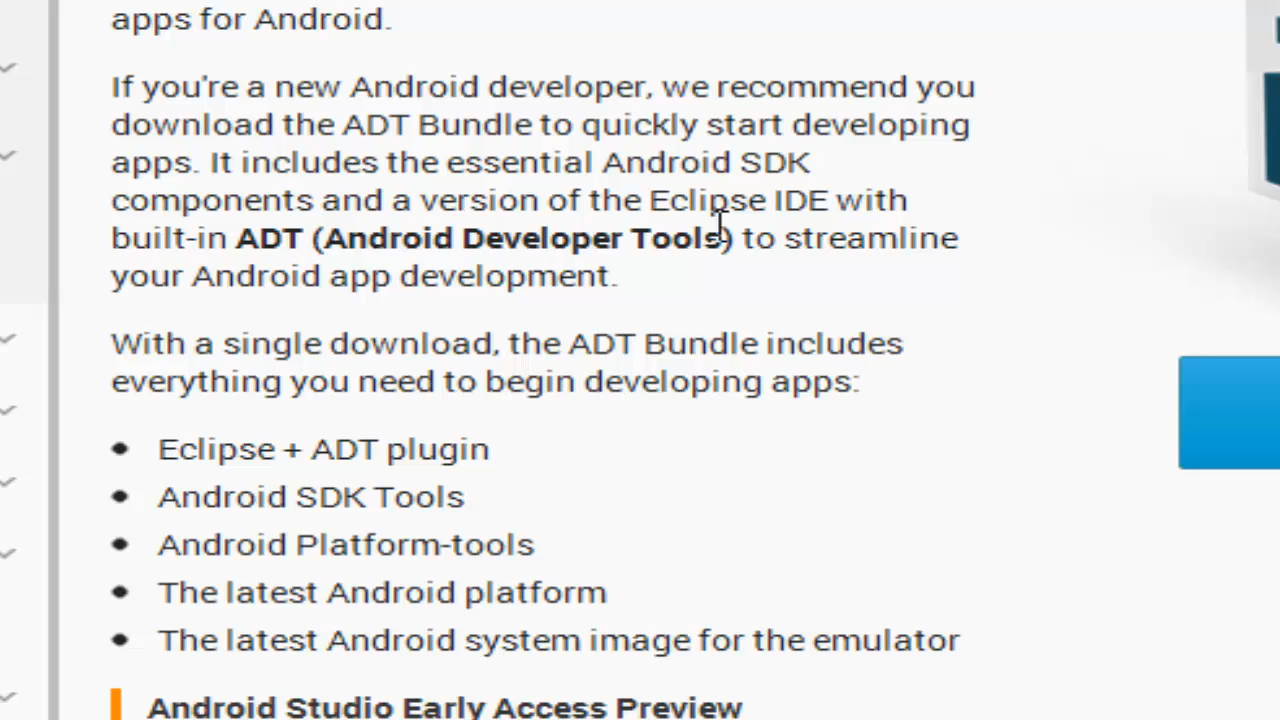 apps for Android.
If you're a new Android developer, we recommend you
download the ADT Bundle to quickly start developing
apps. It includes the essential Android SDK
components and a version of the Eclipse IDE with
built-in ADT (Android Developer Tools) to streamline
your Android app development.
With a single download, the ADT Bundle includes
everything you need to begin developing apps:
• Eclipse + ADT plugin
• Android SDK Tools
• Android Platform-tools
• The latest Android platform
• The latest Android system image for the emulator
Android Studio Early Access Preview